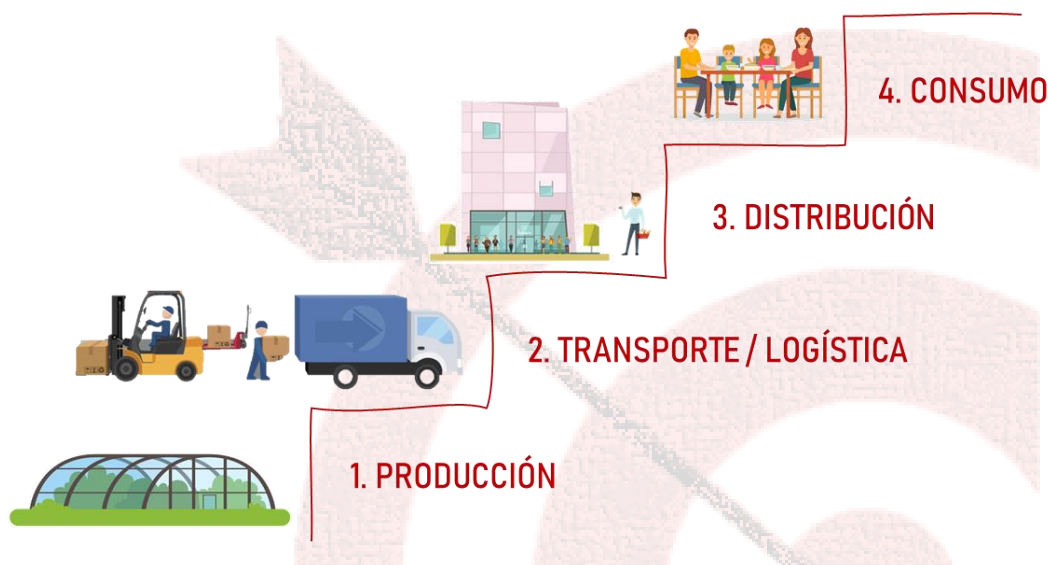 4. CONSUMO
3. DISTRIBUCIÓN
2. TRANSPORTE / LOGÍSTICA
1. PRODUCCIÓN